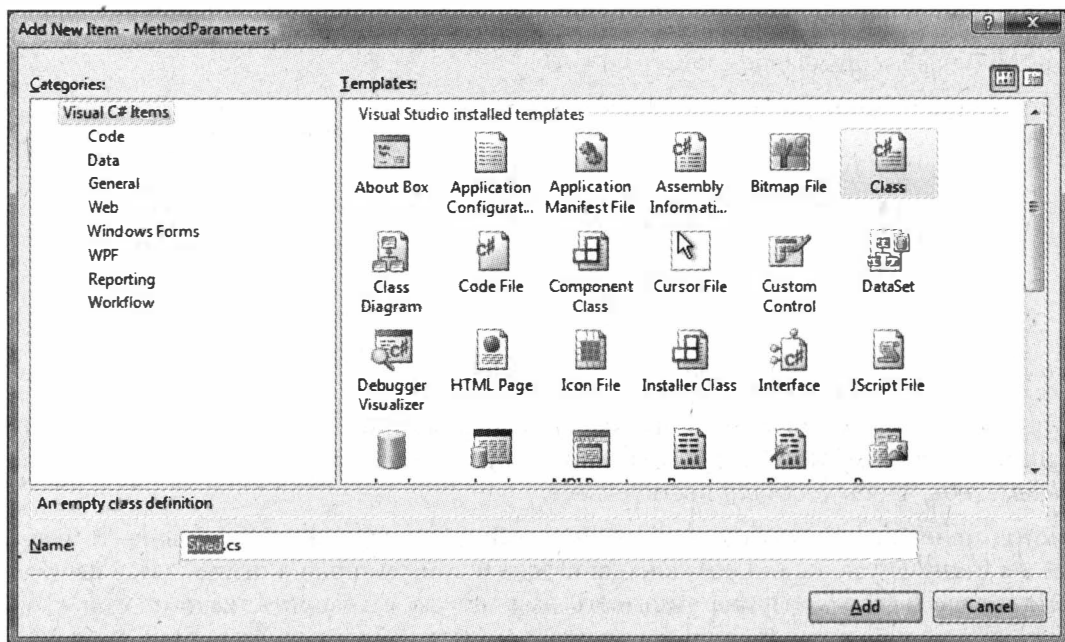 Add New Item - MethodParameters
Categories:
Templates:
Visual C# Items
Code
Data
General
Web
Windows Forms
WPF
Reporting
Workflow
Visual Studio installed templates
About Box
Application Configurat...
Application Manifest File
Assembly Informati...
Bitmap File
Class
Class Diagram
Code File
Component Class
Cursor File
Custom Control
DataSet
Debugger Visualizer
HTML Page
Icon File
Installer Class
Interface
JScript File
An empty class definition
Name:
Shed.cs
Add
Cancel